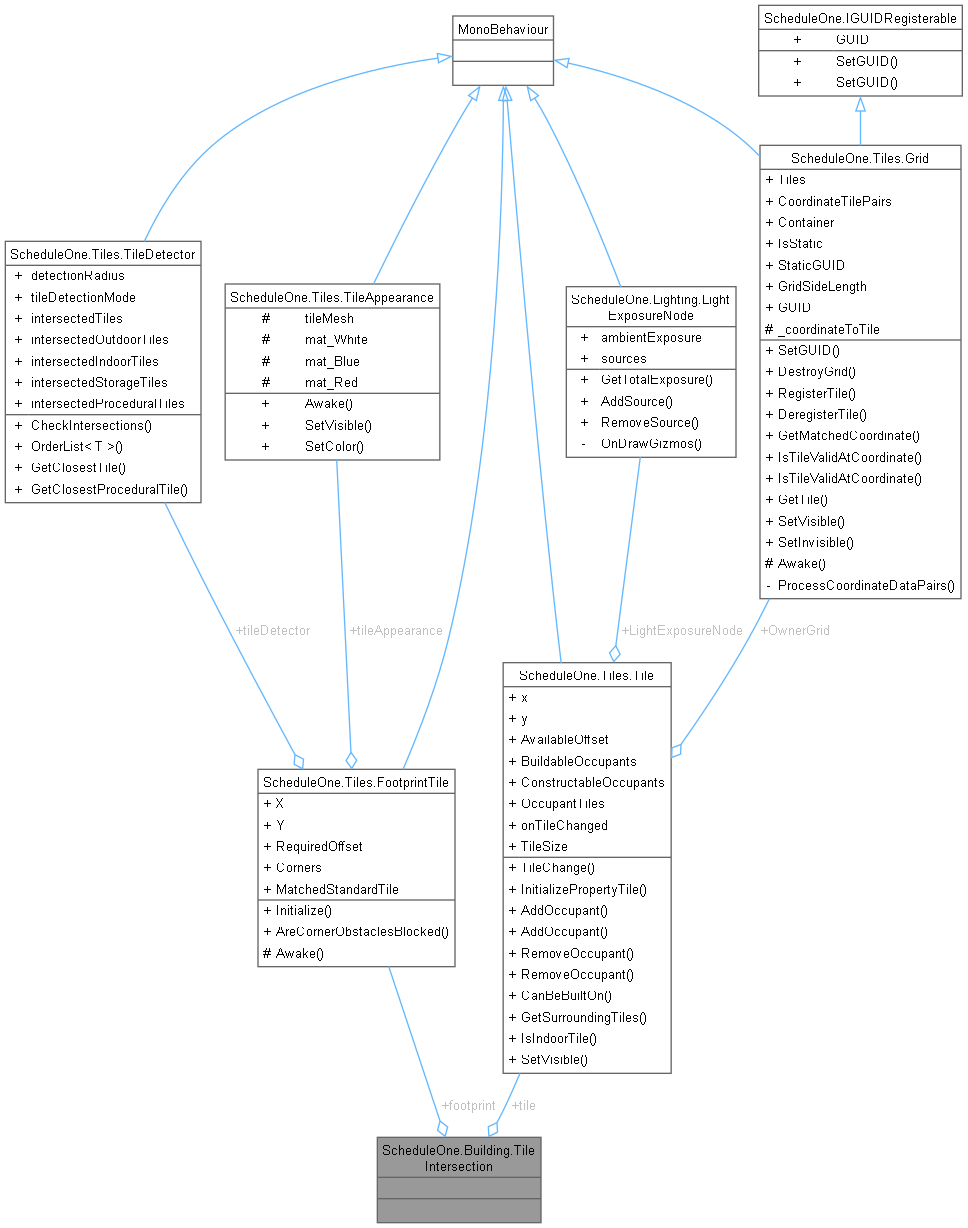 MonoBehaviour
ScheduleOne.IGUIDRegisterable
+ GUID
+ SetGUID()
+ SetGUID()
ScheduleOne.Tiles.Grid
+ Tiles
+ CoordinateTilePairs
+ Container
+ IsStatic
+ StaticGUID
+ GridSideLength
+ GUID
# _coordinateToTile
+ SetGUID()
+ DestroyGrid()
+ RegisterTile()
+ DeregisterTile()
+ GetMatchedCoordinate()
+ IsTileValidAtCoordinate()
+ IsTileValidAtCoordinate()
+ GetTile()
+ SetVisible()
+ SetInvisible()
# Awake()
- ProcessCoordinateDataPairs()
ScheduleOne.Tiles.TileDetector
+ detectionRadius
+ tileDetectionMode
+ intersectedTiles
+ intersectedOutdoorTiles
+ intersectedIndoorTiles
+ intersectedStorageTiles
+ intersectedProceduralTiles
+ CheckIntersections()
+ OrderList< T >()
+ GetClosestTile()
+ GetClosestProceduralTile()
ScheduleOne.Tiles.TileAppearance
# tileMesh
# mat_White
# mat_Blue
# mat_Red
+ Awake()
+ SetVisible()
+ SetColor()
ScheduleOne.Lighting.Light
ExposureNode
+ ambientExposure
+ sources
+ GetTotalExposure()
+ AddSource()
+ RemoveSource()
- OnDrawGizmos()
+tileDetector
+tileAppearance
+LightExposureNode
+OwnerGrid
ScheduleOne.Tiles.FootprintTile
+ X
+ Y
+ RequiredOffset
+ Corners
+ MatchedStandardTile
+ Initialize()
+ AreCornerObstaclesBlocked()
# Awake()
ScheduleOne.Tiles.Tile
+ x
+ y
+ AvailableOffset
+ BuildableOccupants
+ ConstructableOccupants
+ OccupantTiles
+ onTileChanged
+ TileSize
+ TileChange()
+ InitializePropertyTile()
+ AddOccupant()
+ AddOccupant()
+ RemoveOccupant()
+ RemoveOccupant()
+ CanBeBuiltOn()
+ GetSurroundingTiles()
+ IsIndoorTile()
+ SetVisible()
+footprint
+tile
ScheduleOne.Building.Tile
Intersection